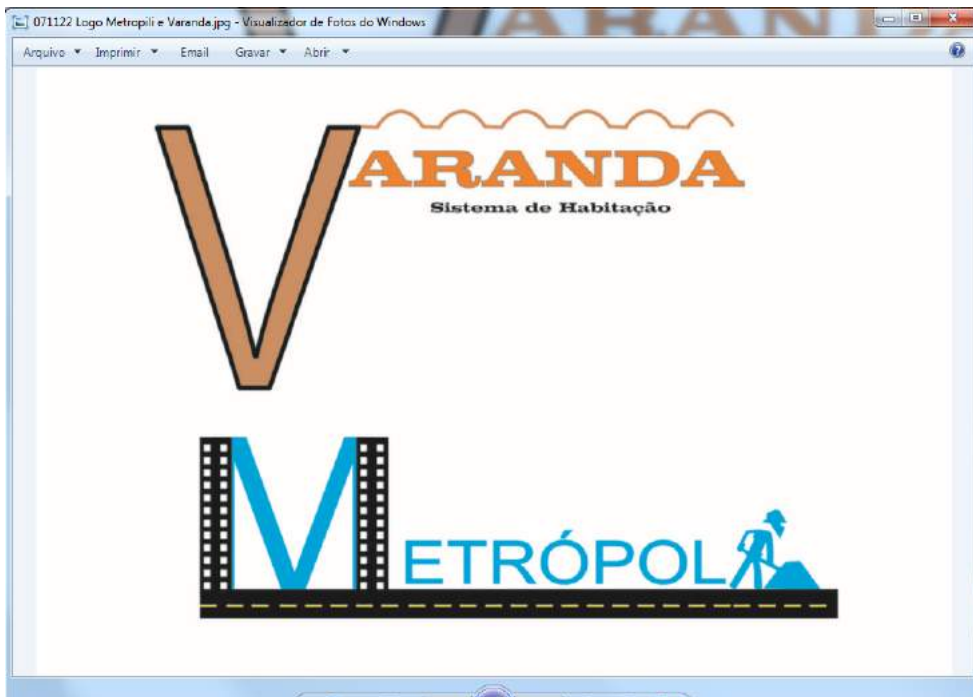 071122 Logo Metropili e Varanda.jpg - Visualizador de Fotos do Windows
Arquivo Imprimir Email Gravar Abrir
VARANDA
Sistema de Habitação
METRÓPOL